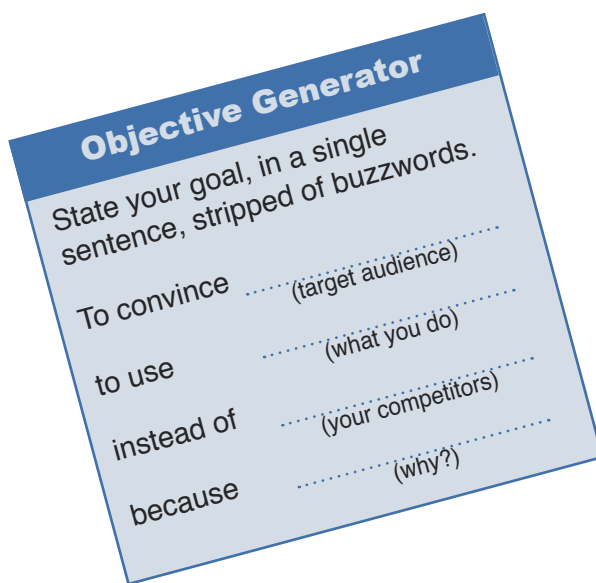 Objective Generator
State your goal, in a single
sentence, stripped of buzzwords.
To convince
(target audience)
to use
(what you do)
instead of
(your competitors)
because
(why?)